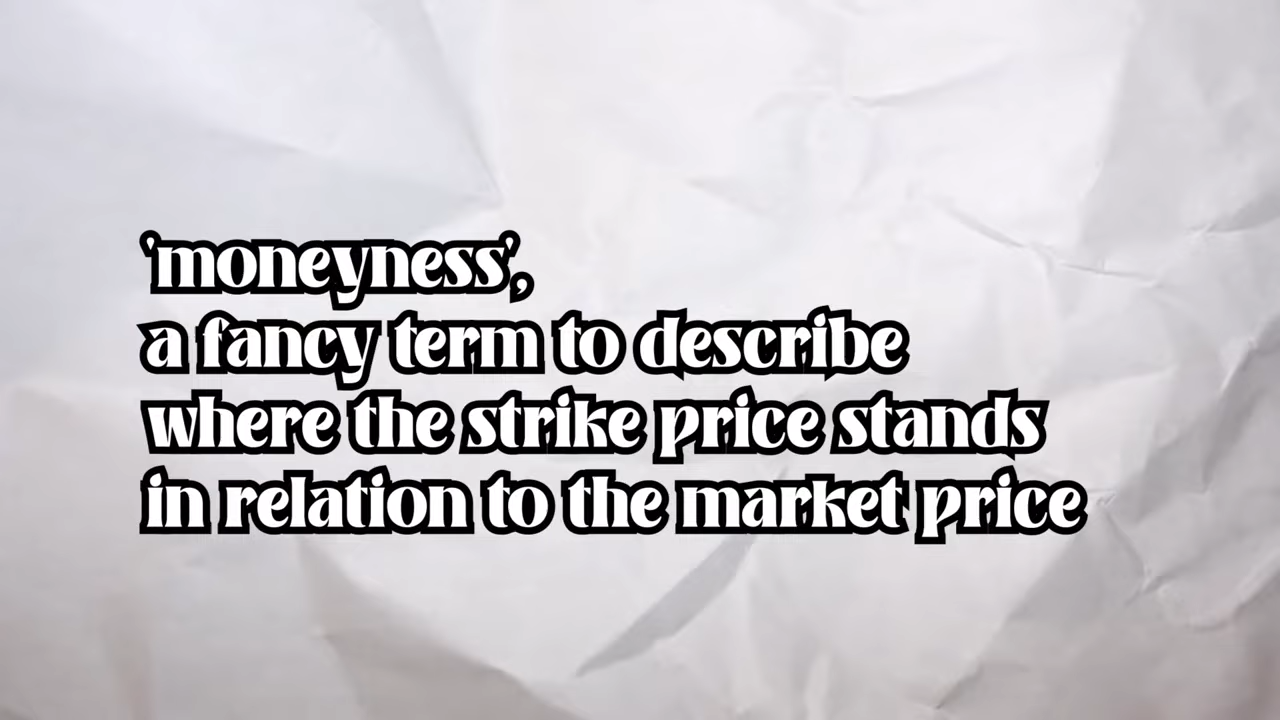 'moneyness',
a fancy term to describe
where the strike price stands
in relation to the market price